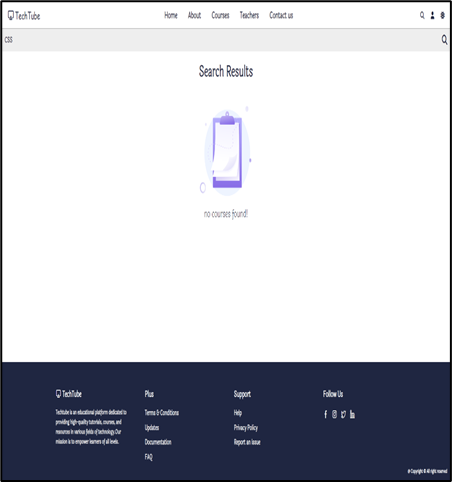 TechTube
Home About Courses Teachers Contact us
CSS
Search Results
no courses found!
TechTube Plus Support Follow Us
Techtube is an educational platform dedicated to
providing high-quality tutorials, courses, and
resources in various fields of technology. Our
mission is to empower learners of all levels.
Terms & Conditions
Updates
Documentation
FAQ
Help
Privacy Policy
Report an issue
@ Copyright © All right reserved